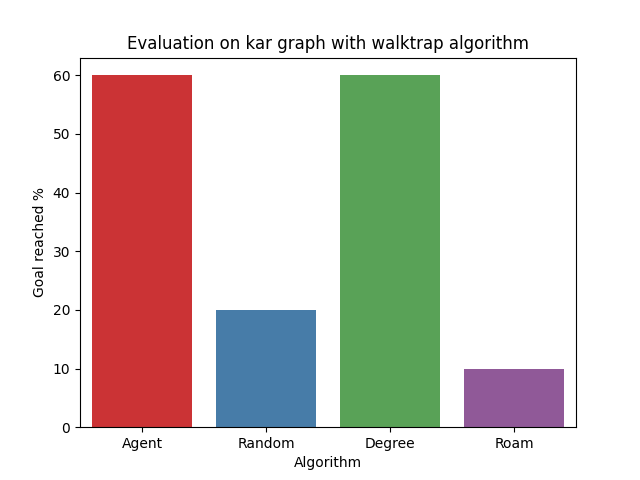 Evaluation on kar graph with walktrap algorithm
Goal reached %
60
50
40
30
20
10
0
Agent
Random
Degree
Roam
Algorithm